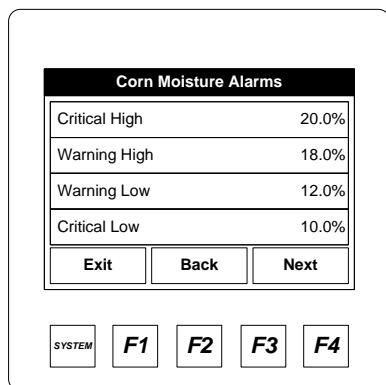 Corn Moisture Alarms
Critical High 20.0%
Warning High 18.0%
Warning Low 12.0%
Critical Low 10.0%
Exit Back Next
SYSTEM F1 F2 F3 F4